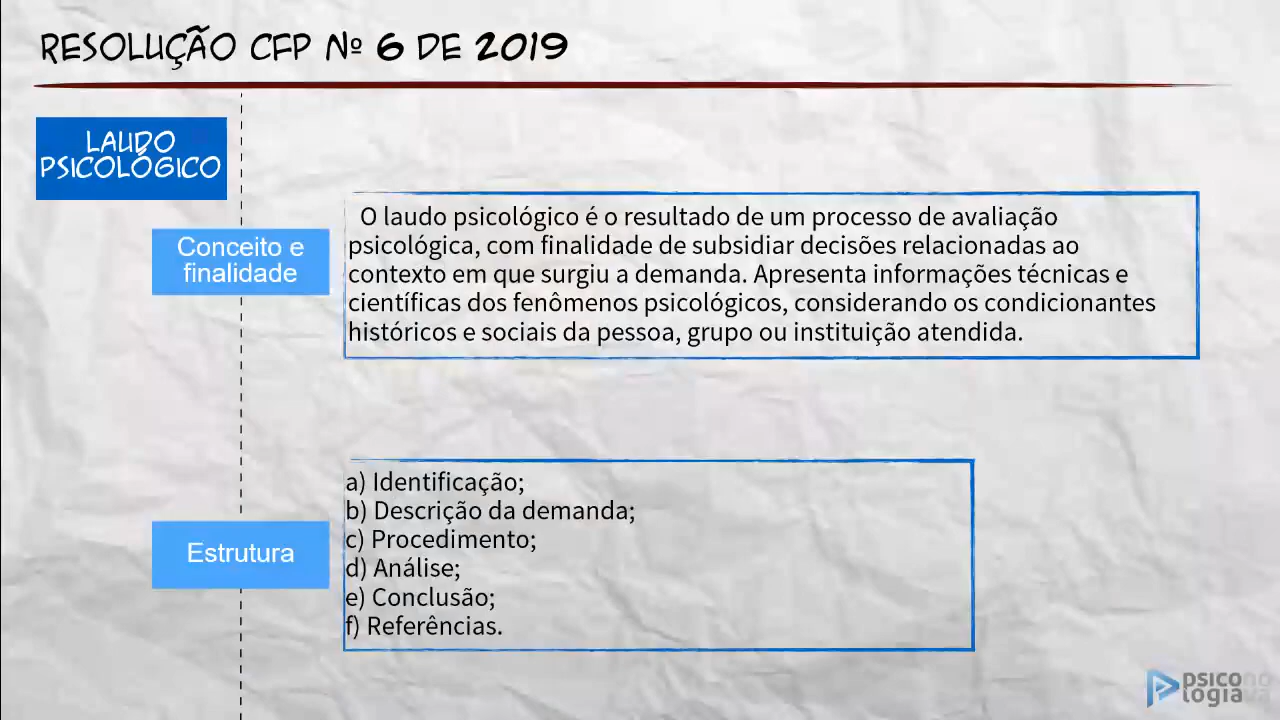 RESOLUÇÃO CFP Nº 6 DE 2019
LAUDO
PSICOLÓGICO
Conceito e
finalidade
O laudo psicológico é o resultado de um processo de avaliação
psicológica, com finalidade de subsidiar decisões relacionadas ao
contexto em que surgiu a demanda. Apresenta informações técnicas e
científicas dos fenômenos psicológicos, considerando os condicionantes
históricos e sociais da pessoa, grupo ou instituição atendida.
Estrutura
a) Identificação;
b) Descrição da demanda;
c) Procedimento;
d) Análise;
e) Conclusão;
f) Referências.
psicono
logiava